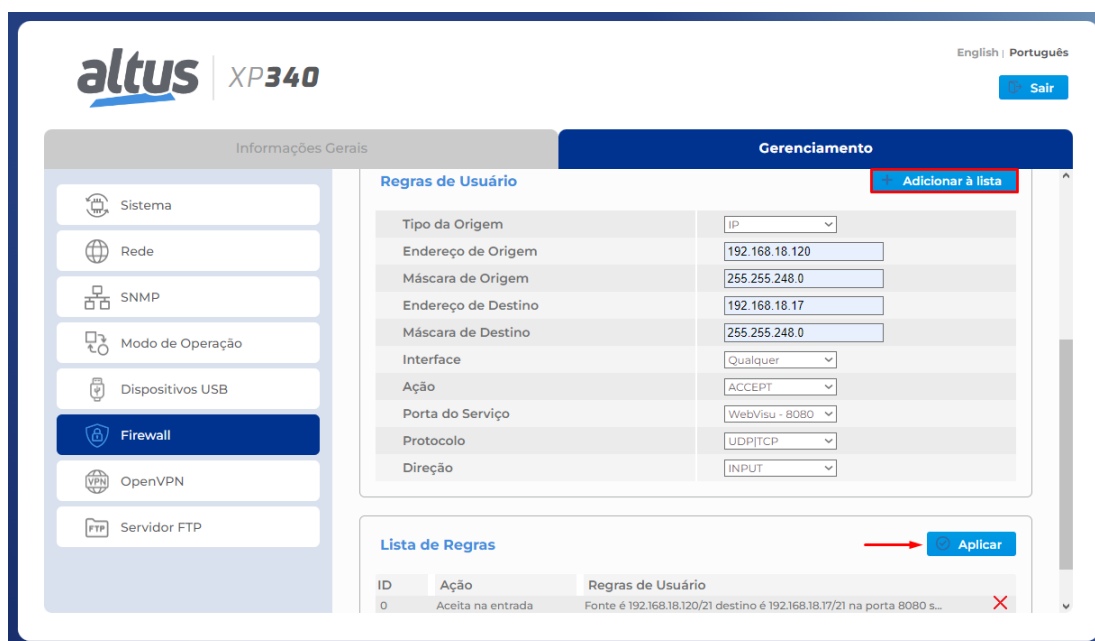 English | Português
altus | XP340
Sair
Informações Gerais
Gerenciamento
Sistema
Rede
SNMP
Modo de Operação
Dispositivos USB
Firewall
VPN OpenVPN
FTP Servidor FTP
Regras de Usuário
+ Adicionar à lista
Tipo da Origem IP
Endereço de Origem 192.168.18.120
Máscara de Origem 255.255.248.0
Endereço de Destino 192.168.18.17
Máscara de Destino 255.255.248.0
Interface Qualquer
Ação ACCEPT
Porta do Serviço WebVisu - 8080
Protocolo UDP|TCP
Direção INPUT
Lista de Regras
Aplicar
ID Ação Regras de Usuário
0 Aceita na entrada Fonte é 192.168.18.120/21 destino é 192.168.18.17/21 na porta 8080 s...